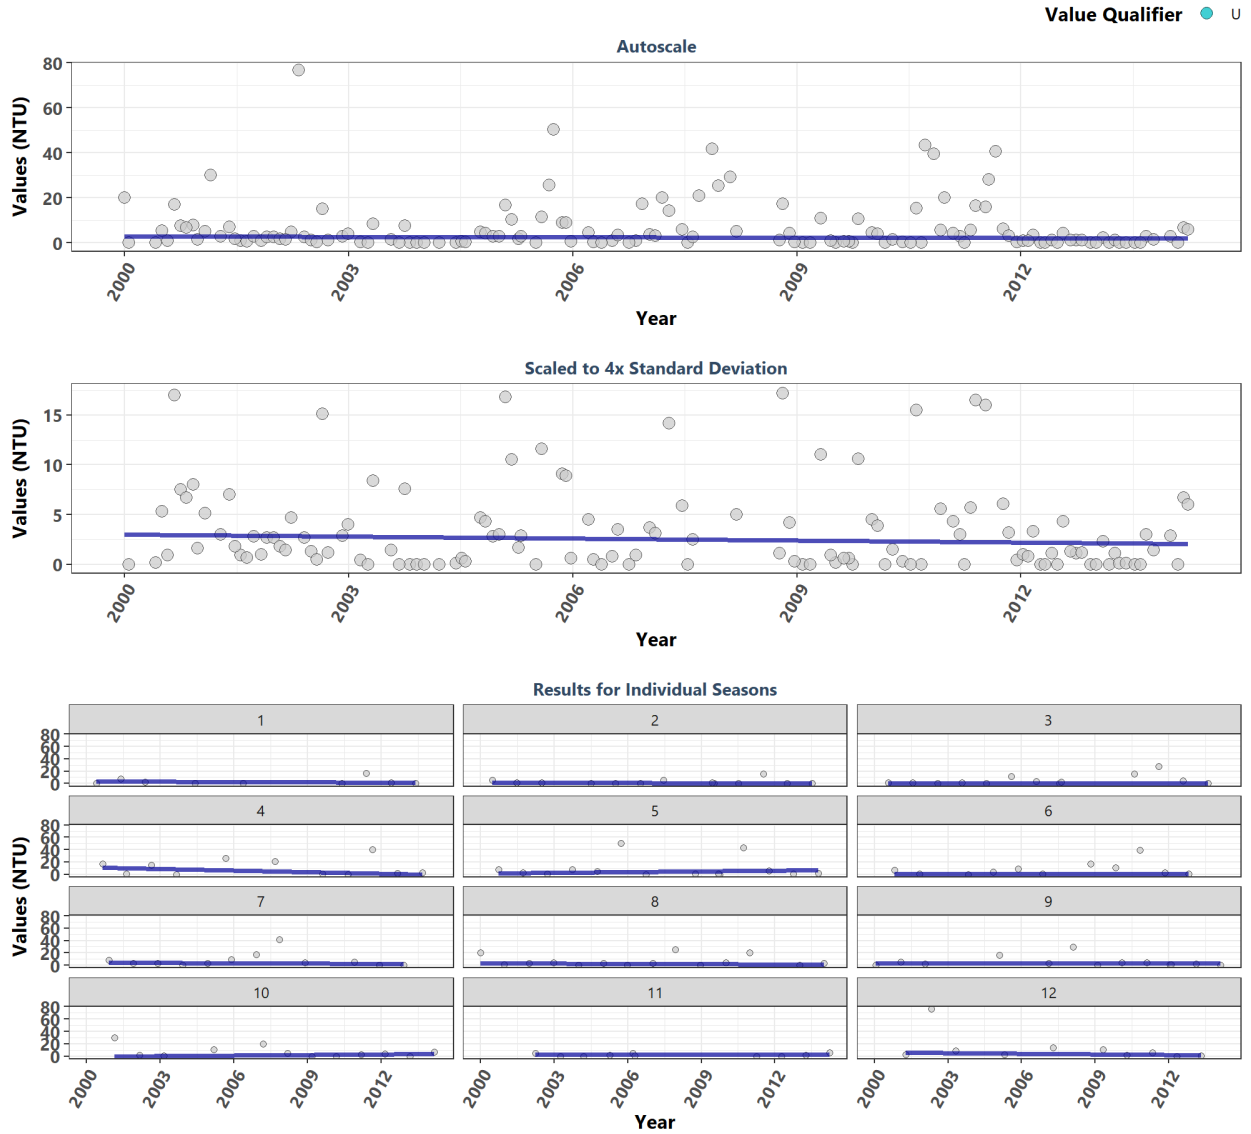 Value Qualifier U
Autoscale
Values (NTU)
80
60
40
20
0
2000 2003 2006 2009 2012
Year
Scaled to 4x Standard Deviation
Values (NTU)
15
10
5
0
2000 2003 2006 2009 2012
Year
Results for Individual Seasons
Values (NTU)
1 2 3
80
60
40
20
0
4 5 6
80
60
40
20
0
7 8 9
80
60
40
20
0
10 11 12
80
60
40
20
0
2000 2003 2006 2009 2012 2000 2003 2006 2009 2012 2000 2003 2006 2009 2012
Year